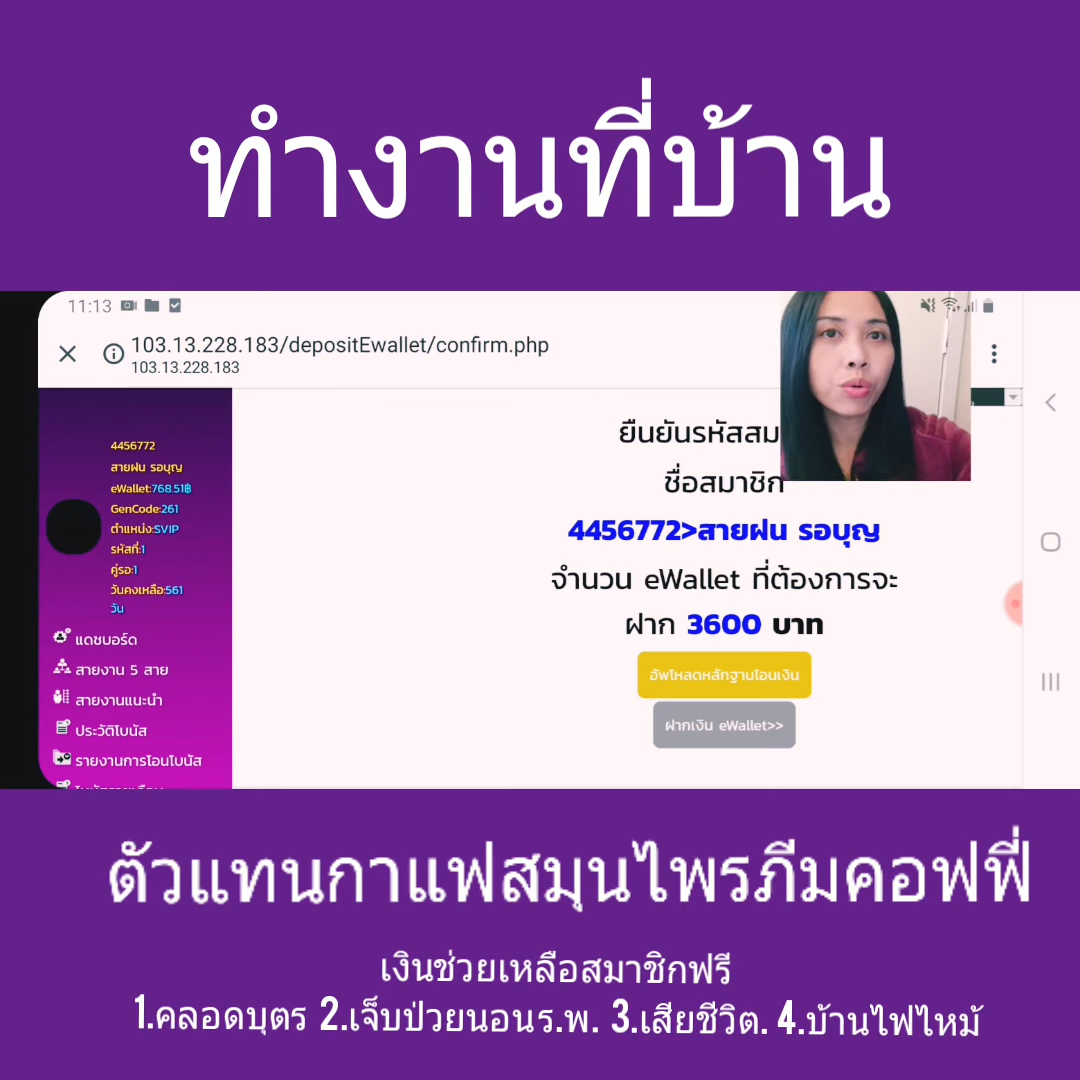 ทำงานที่บ้าน
11:13
103.13.228.183/depositEwallet/confirm.php
103.13.228.183
4456772
สายฝน รอบุญ
eWallet:768.51฿
GenCode:261
ตำแหน่ง:SVIP
รหัสที่:1
คู่รอ:1
วันคงเหลือ:561
วัน
แดชบอร์ด
สายงาน 5 สาย
สายงานแนะนำ
ประวัติโบนัส
รายงานการโอนโบนัส
ยืนยันรหัสสม
ชื่อสมาชิก
4456772>สายฝน รอบุญ
จำนวน eWallet ที่ต้องการจะ
ฝาก 3600 บาท
อัพโหลดหลักฐานโอนเงิน
ฝากเงิน eWallet>>
ตัวแทนกาแฟสมุนไพรภีมคอฟฟี่
เงินช่วยเหลือสมาชิกฟรี
1.คลอดบุตร 2.เจ็บป่วยนอนร.พ. 3.เสียชีวิต. 4.บ้านไฟไหม้